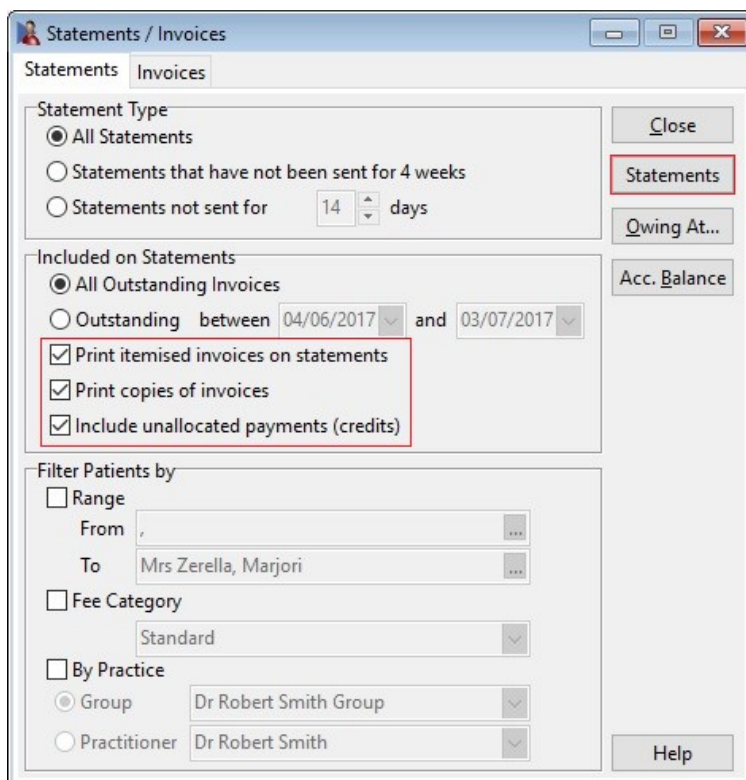 Statements / Invoices
Statements Invoices
Statement Type
All Statements
Statements that have not been sent for 4 weeks
Statements not sent for 14 days
Included on Statements
All Outstanding Invoices
Outstanding between 04/06/2017 and 03/07/2017
Print itemised invoices on statements
Print copies of invoices
Include unallocated payments (credits)
Filter Patients by
Range
From , ...
To Mrs Zerella, Marjori ...
Fee Category
Standard
By Practice
Group Dr Robert Smith Group
Practitioner Dr Robert Smith
Close
Statements
Owing At...
Acc. Balance
Help